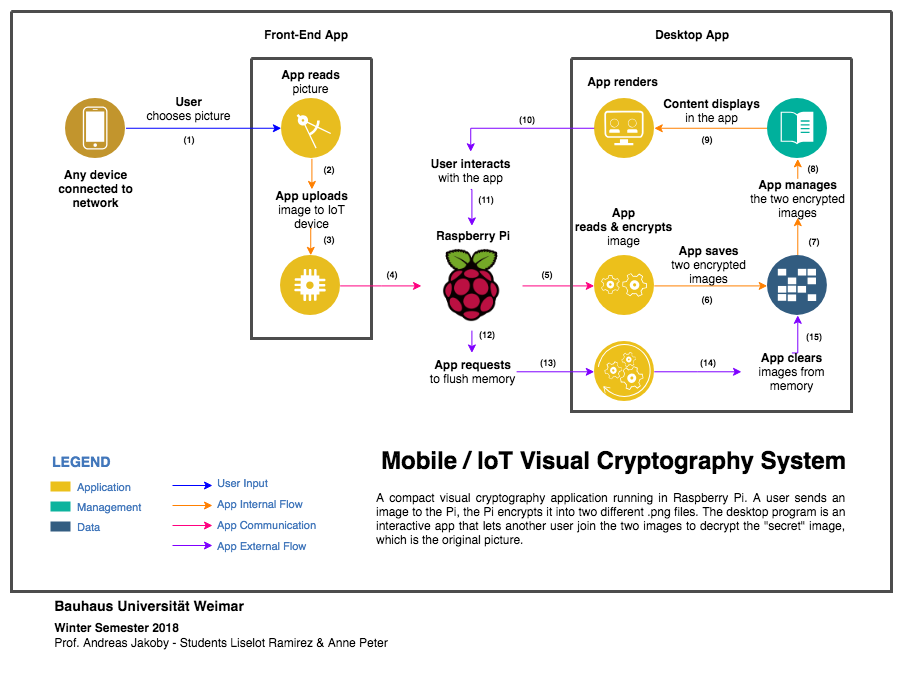 Front-End App
Desktop App
App reads
picture
App renders
User
chooses picture
(1)
Content displays
in the app
(9)
(10)
Any device
connected to
network
(2)
App uploads
image to IoT
device
(3)
User interacts
with the app
(11)
(8)
App manages
the two encrypted
images
(7)
App
reads & encrypts
image
Raspberry Pi
App saves
two encrypted
images
(6)
(4)
(5)
(12)
App requests
to flush memory
(13)
(14)
(15)
App clears
images from
memory
LEGEND
Application
Management
Data
User Input
App Internal Flow
App Communication
App External Flow
Mobile / IoT Visual Cryptography System
A compact visual cryptography application running in Raspberry Pi. A user sends an
image to the Pi, the Pi encrypts it into two different .png files. The desktop program is an
interactive app that lets another user join the two images to decrypt the "secret" image,
which is the original picture.
Bauhaus Universität Weimar
Winter Semester 2018
Prof. Andreas Jakoby - Students Liselot Ramirez & Anne Peter